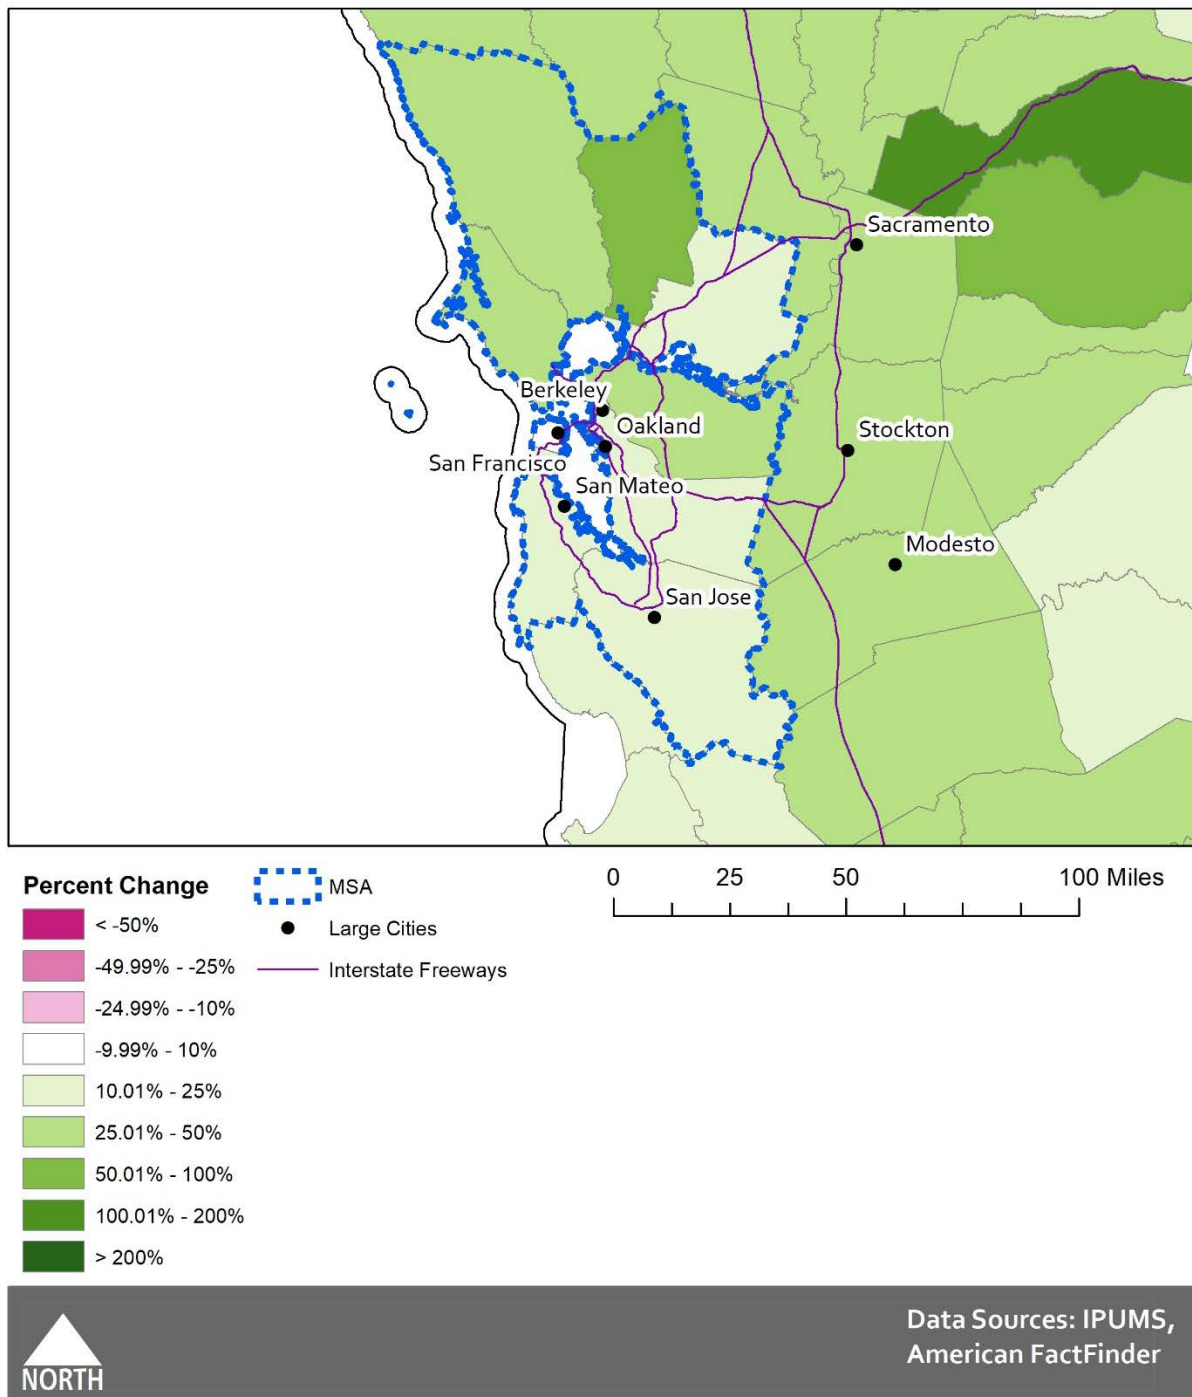 Sacramento
Berkeley
Oakland
Stockton
San Francisco
San Mateo
Modesto
San Jose
Percent Change
< -50%
-49.99% - -25%
-24.99% - -10%
-9.99% - 10%
10.01% - 25%
25.01% - 50%
50.01% - 100%
100.01% - 200%
> 200%
MSA
Large Cities
Interstate Freeways
0 25 50 100 Miles
NORTH
Data Sources: IPUMS,
American FactFinder